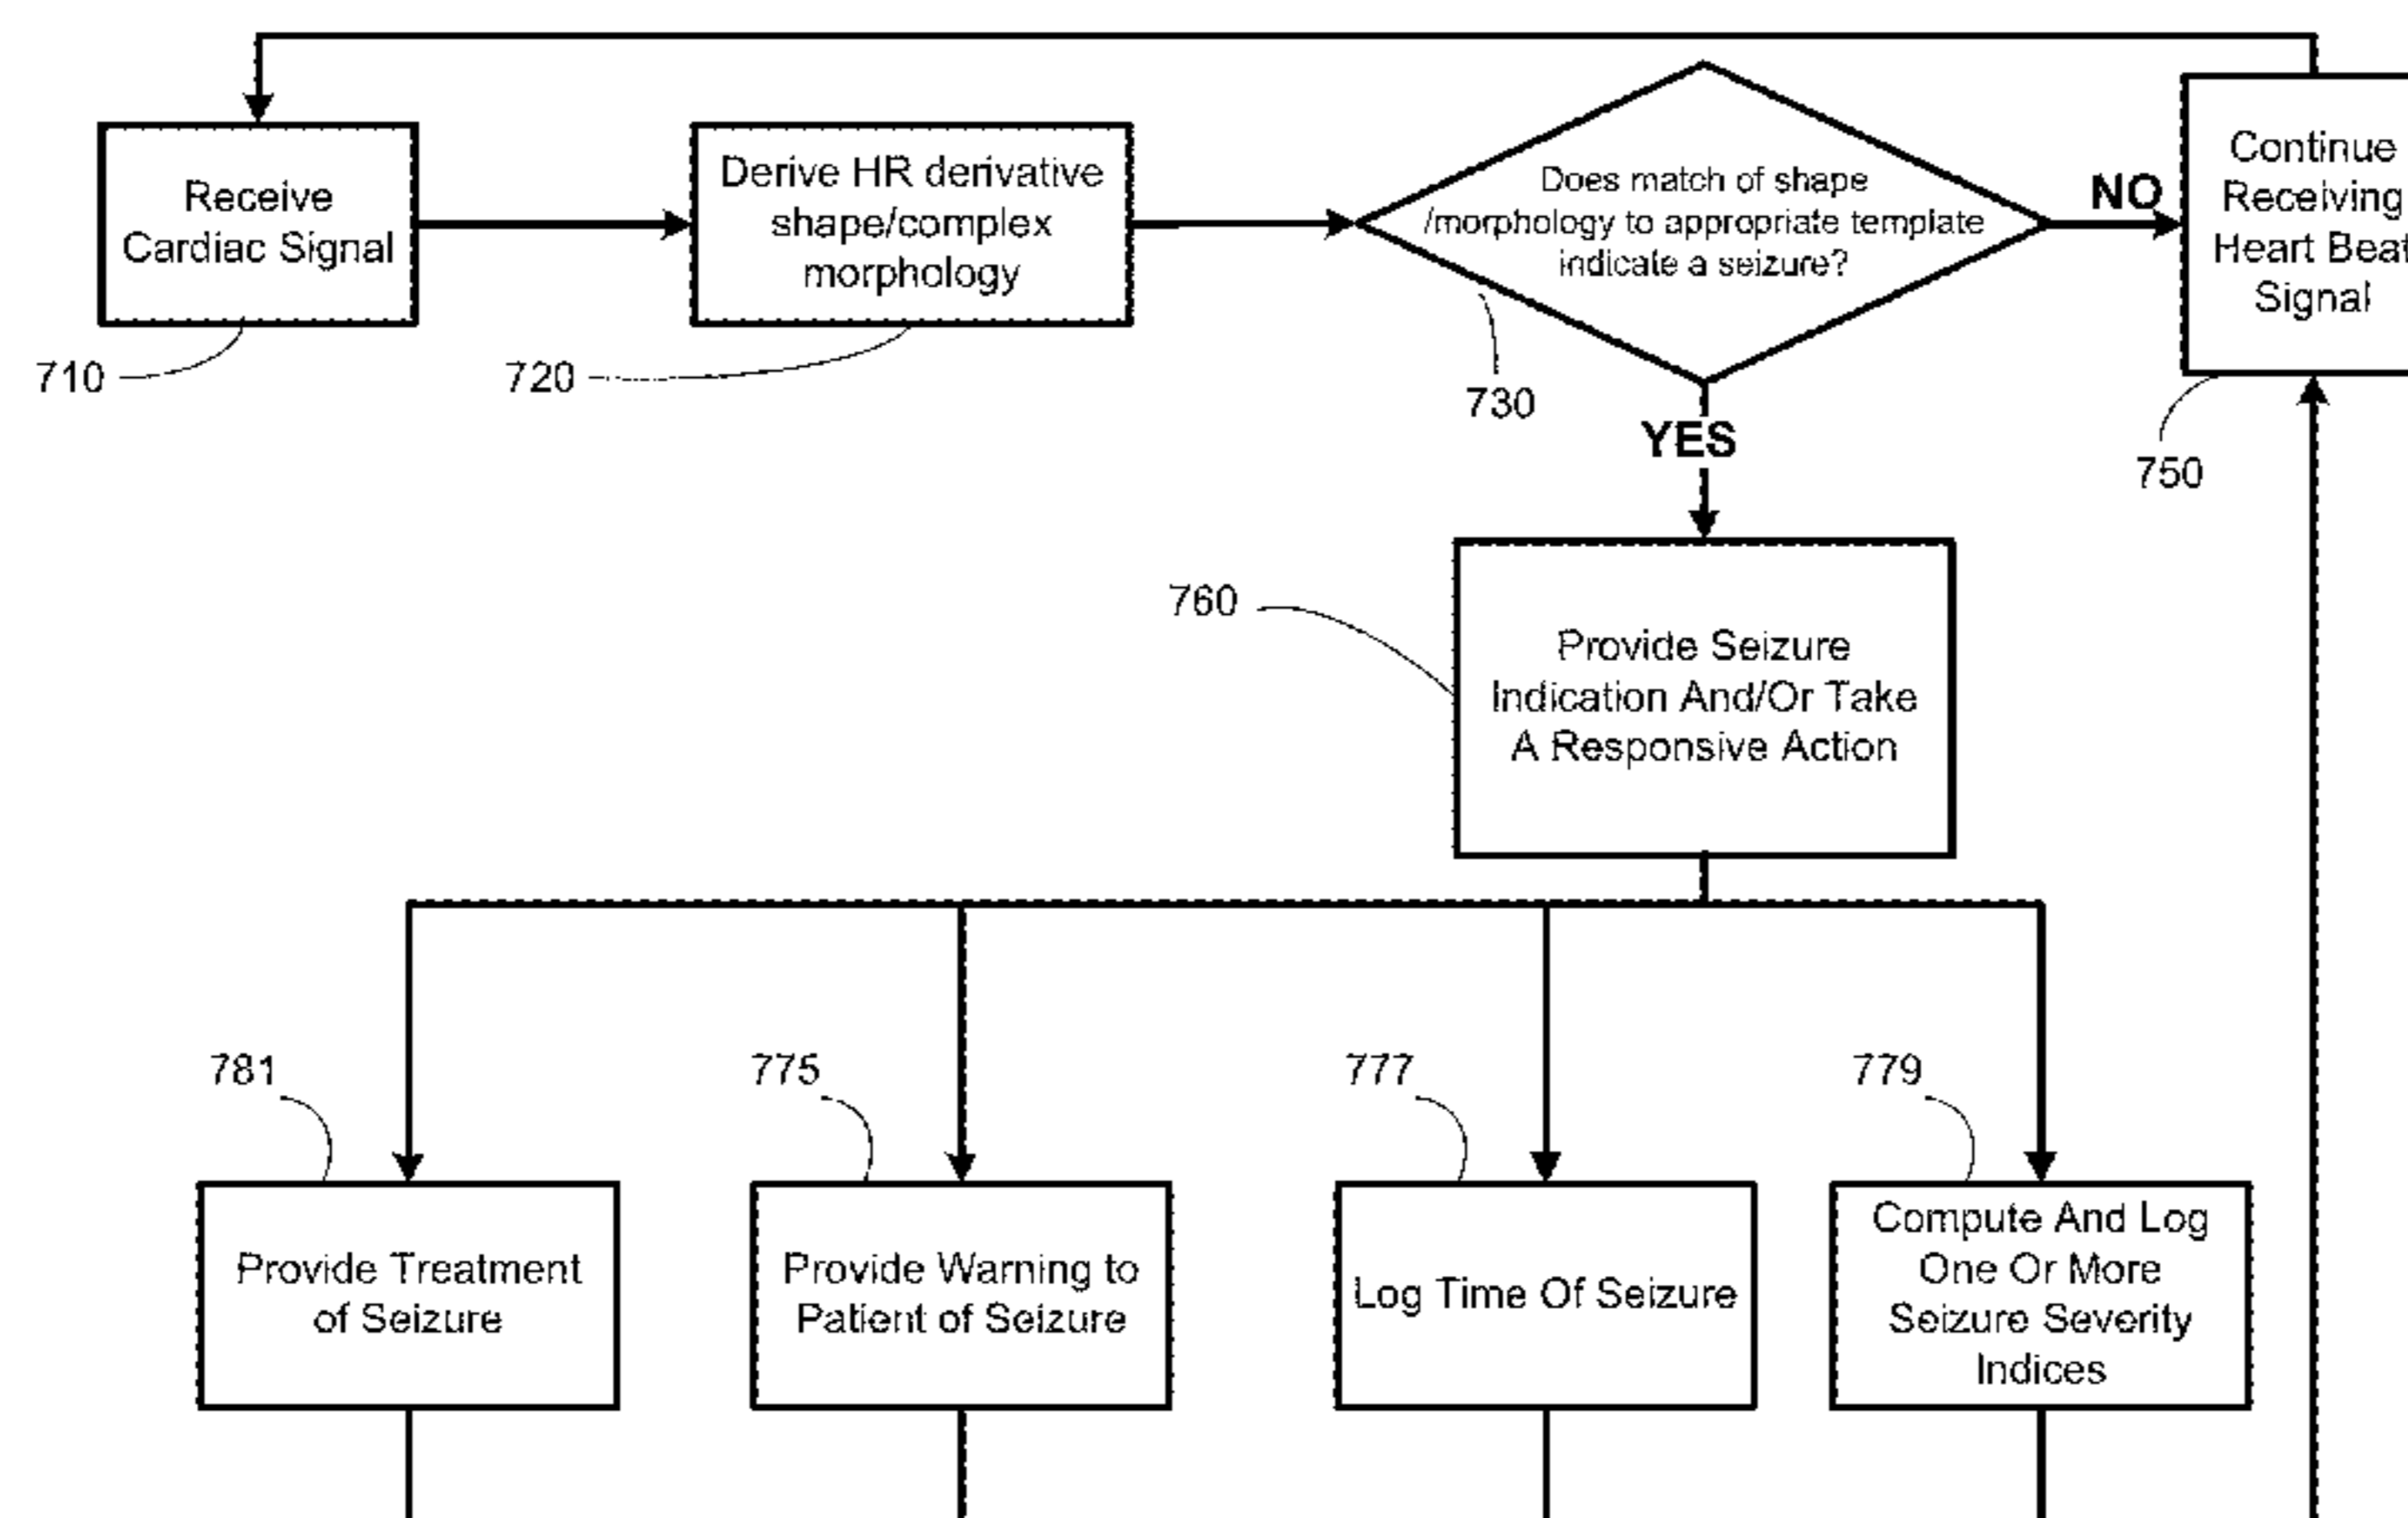 Receive
Cardiac Signal
710
Derive HR derivative
shape/complex
morphology
720
Does match of shape
/morphology to appropriate template
indicate a seizure?
730
NO
Continue
Receiving
Heart Beat
Signal
750
YES
760
Provide Seizure
Indication And/Or Take
A Responsive Action
781
775
777
779
Provide Treatment
of Seizure
Provide Warning to
Patient of Seizure
Log Time Of Seizure
Compute And Log
One Or More
Seizure Severity
Indices